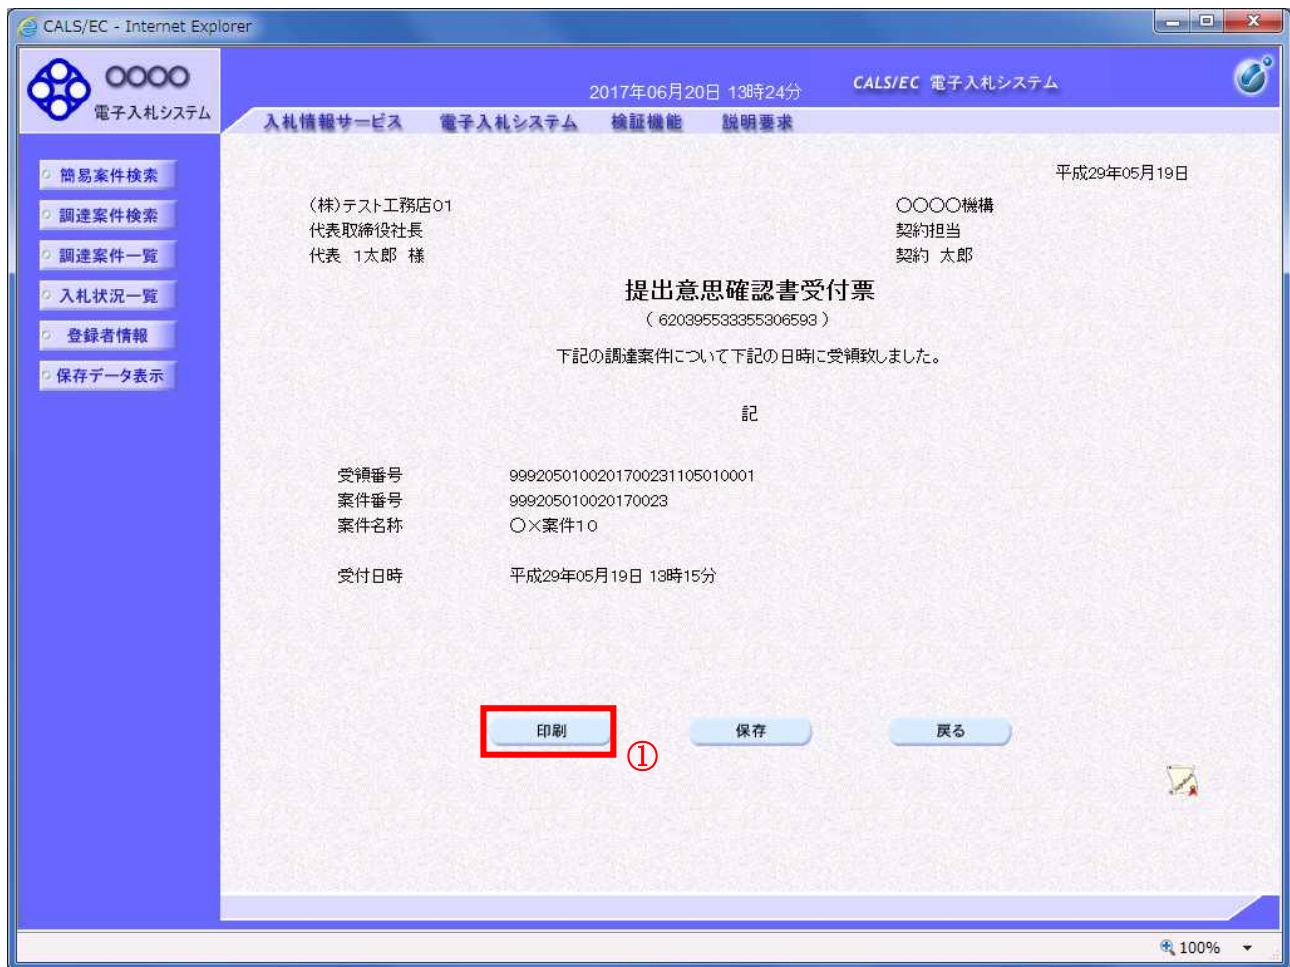 CALS/EC - Internet Explorer
〇〇〇〇
電子入札システム
2017年06月20日 13時24分
CALS/EC 電子入札システム
入札情報サービス 電子入札システム 検証機能 説明要求
簡易案件検索
調達案件検索
調達案件一覧
入札状況一覧
登録者情報
保存データ表示
平成29年05月19日
(株)テスト工務店01
代表取締役社長
代表 1太郎 様
〇〇〇〇機構
契約担当
契約 太郎
提出意思確認書受付票
(620395533355306593)
下記の調達案件について下記の日時に受領致しました。
記
受領番号 9992050100201700231105010001
案件番号 999205010020170023
案件名称 〇×案件10
受付日時 平成29年05月19日 13時15分
印刷
保存
戻る
①
100%